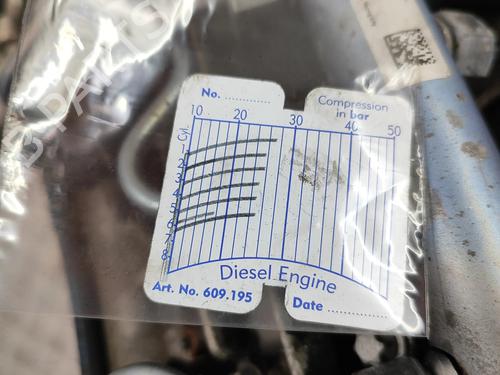 No. ............
Compression
in bar
10 20 30 40 50
Cyl.
1
2
3
4
5
6
7
8
Diesel Engine
Art. No. 609.195
Date ............
PARTS